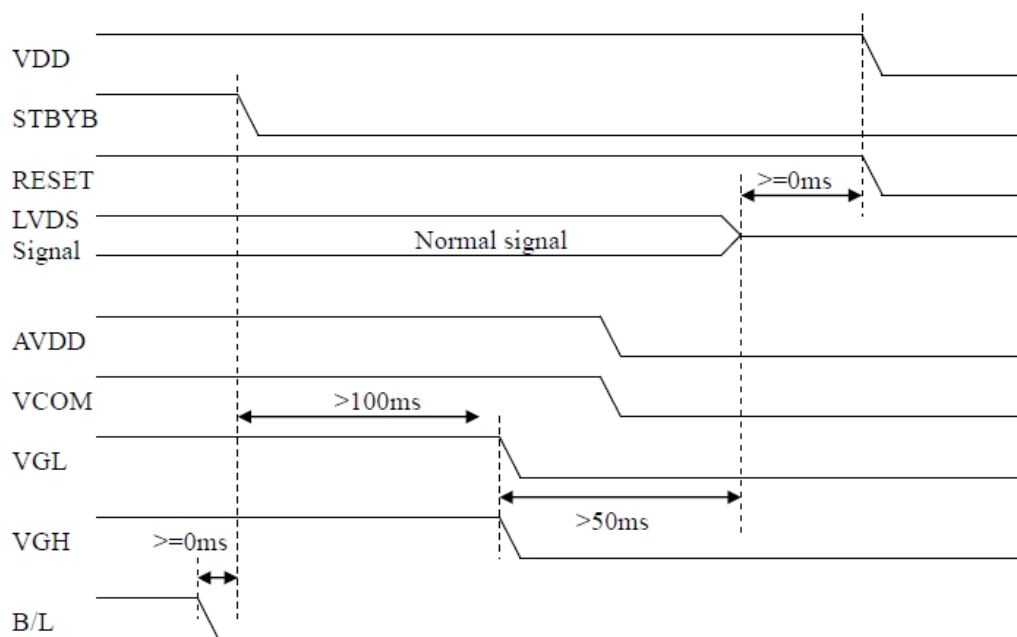 VDD
STBYB
RESET
>=0ms
LVDS
Signal
Normal signal
AVDD
VCOM
>100ms
VGL
>50ms
VGH
>=0ms
B/L